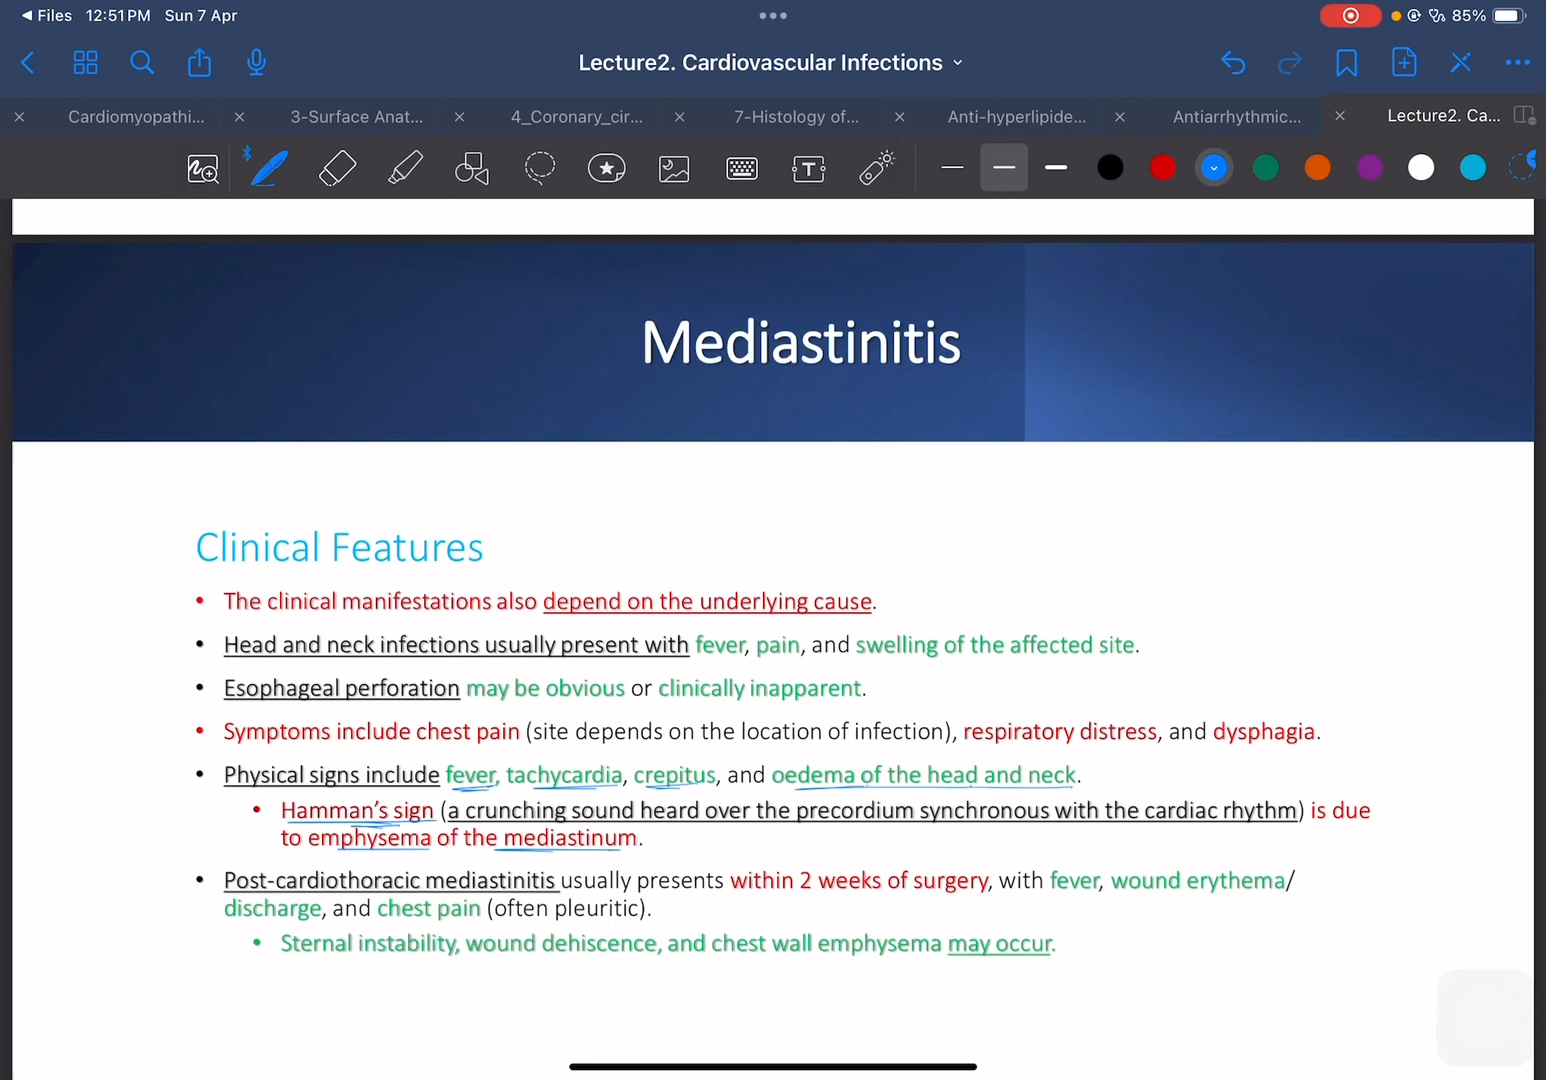 Files 12:51 PM Sun 7 Apr 85%
Lecture2. Cardiovascular Infections
Cardiomyopathi... 3-Surface Anat... 4_Coronary_cir... 7-Histology of... Anti-hyperlipide... Antiarrhythmic... Lecture2. Ca...
Mediastinitis
Clinical Features
• The clinical manifestations also depend on the underlying cause.
• Head and neck infections usually present with fever, pain, and swelling of the affected site.
• Esophageal perforation may be obvious or clinically inapparent.
• Symptoms include chest pain (site depends on the location of infection), respiratory distress, and dysphagia.
• Physical signs include fever, tachycardia, crepitus, and oedema of the head and neck.
• Hamman's sign (a crunching sound heard over the precordium synchronous with the cardiac rhythm) is due
to emphysema of the mediastinum.
• Post-cardiothoracic mediastinitis usually presents within 2 weeks of surgery, with fever, wound erythema/
discharge, and chest pain (often pleuritic).
• Sternal instability, wound dehiscence, and chest wall emphysema may occur.